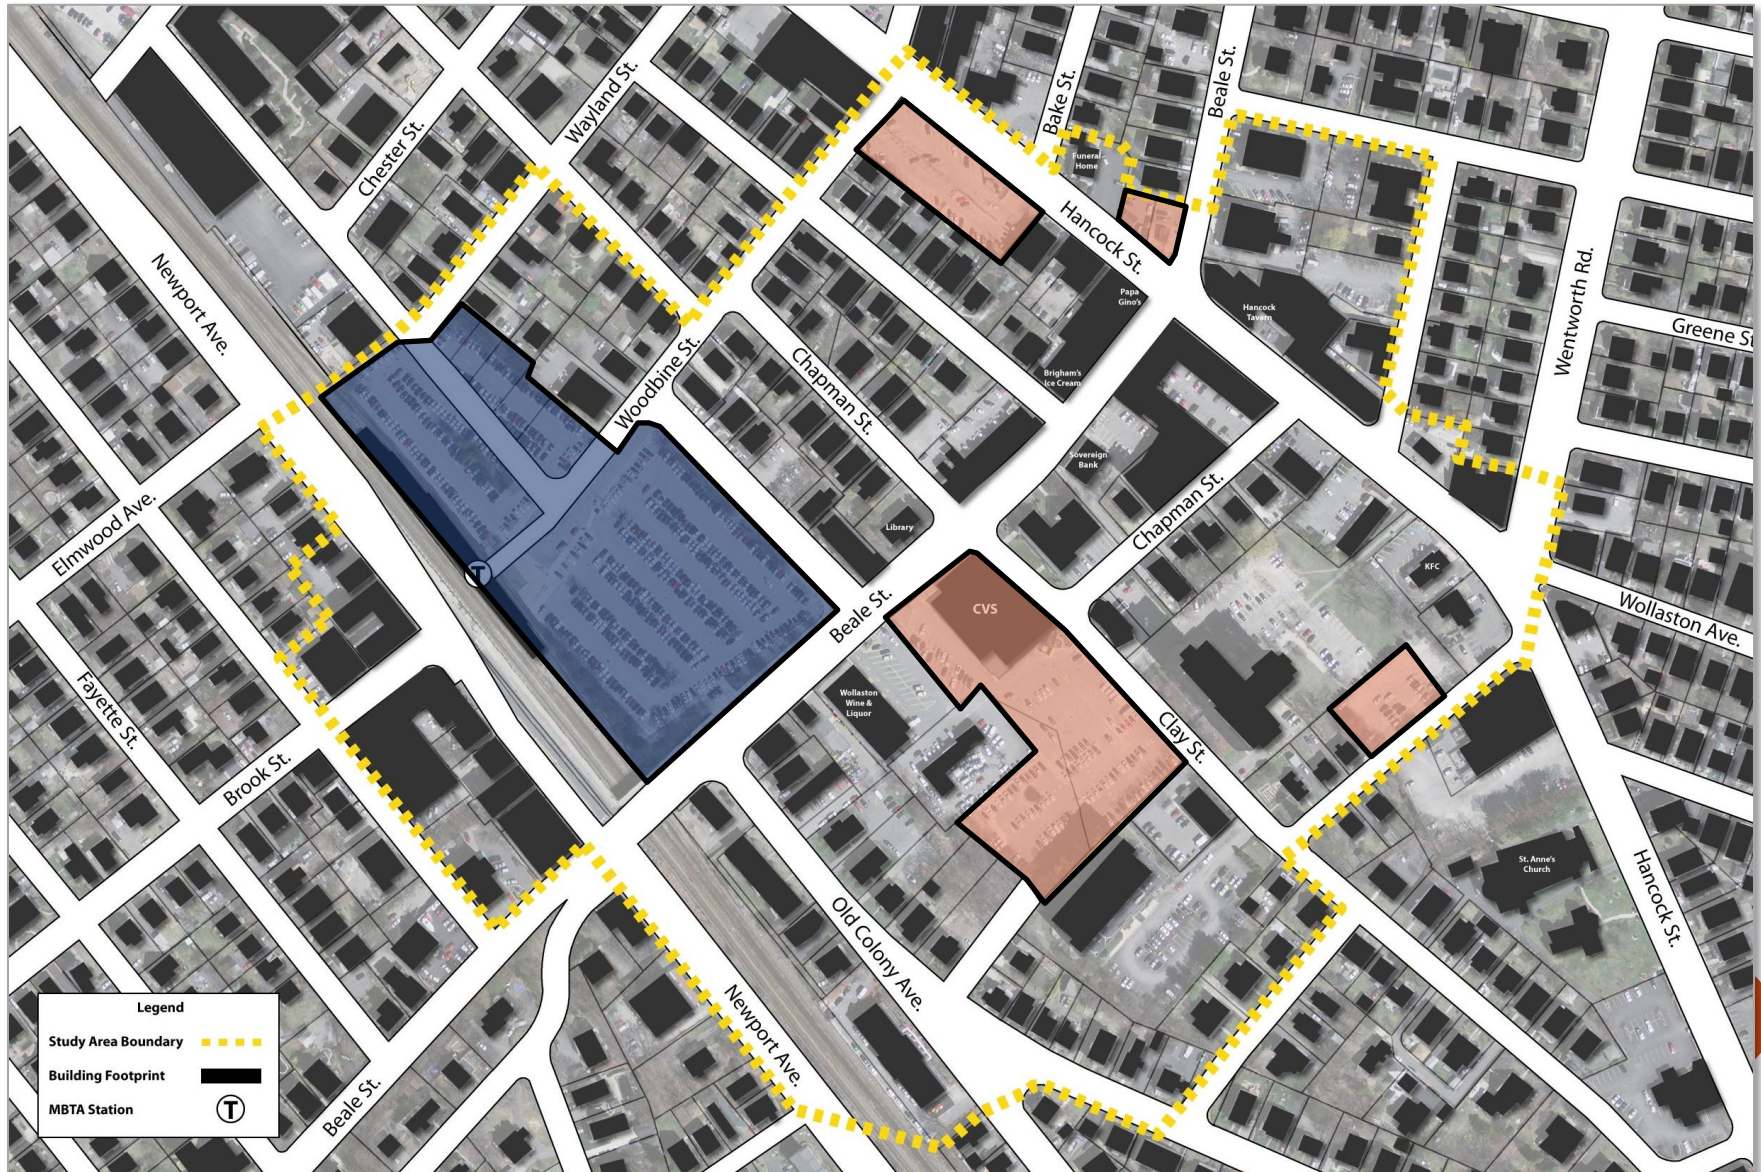 Chester St.
Wayland St.
Bake St.
Beale St.
Funeral
Home
Hancock St.
Newport Ave.
Papa
Gino's
Hancock
Tavern
Wentworth Rd.
Greene St
Woodbine St.
Chapman St.
Brigham's
Ice Cream
Sovereign
Bank
Chapman St.
Elmwood Ave.
Library
T
KFC
Beale St.
CVS
Wollaston Ave.
Fayette St.
Wollaston
Wine &
Liquor
Clay St.
Brook St.
St. Anne's
Church
Hancock St.
Old Colony Ave.
Newport Ave.
Beale St.
Legend
Study Area Boundary
Building Footprint
MBTA Station
T